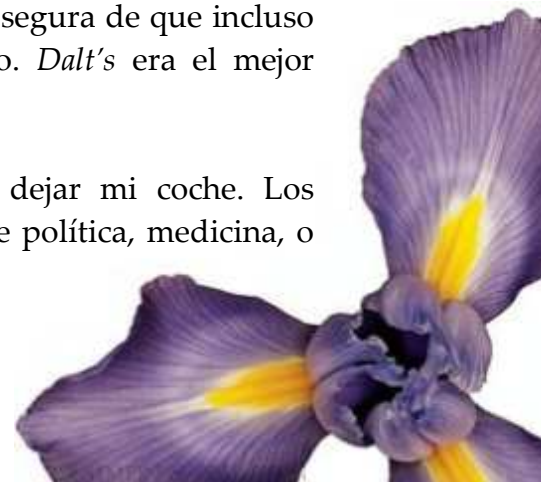 segura de que incluso
o. Dalt's era el mejor
dejar mi coche. Los
e política, medicina, o